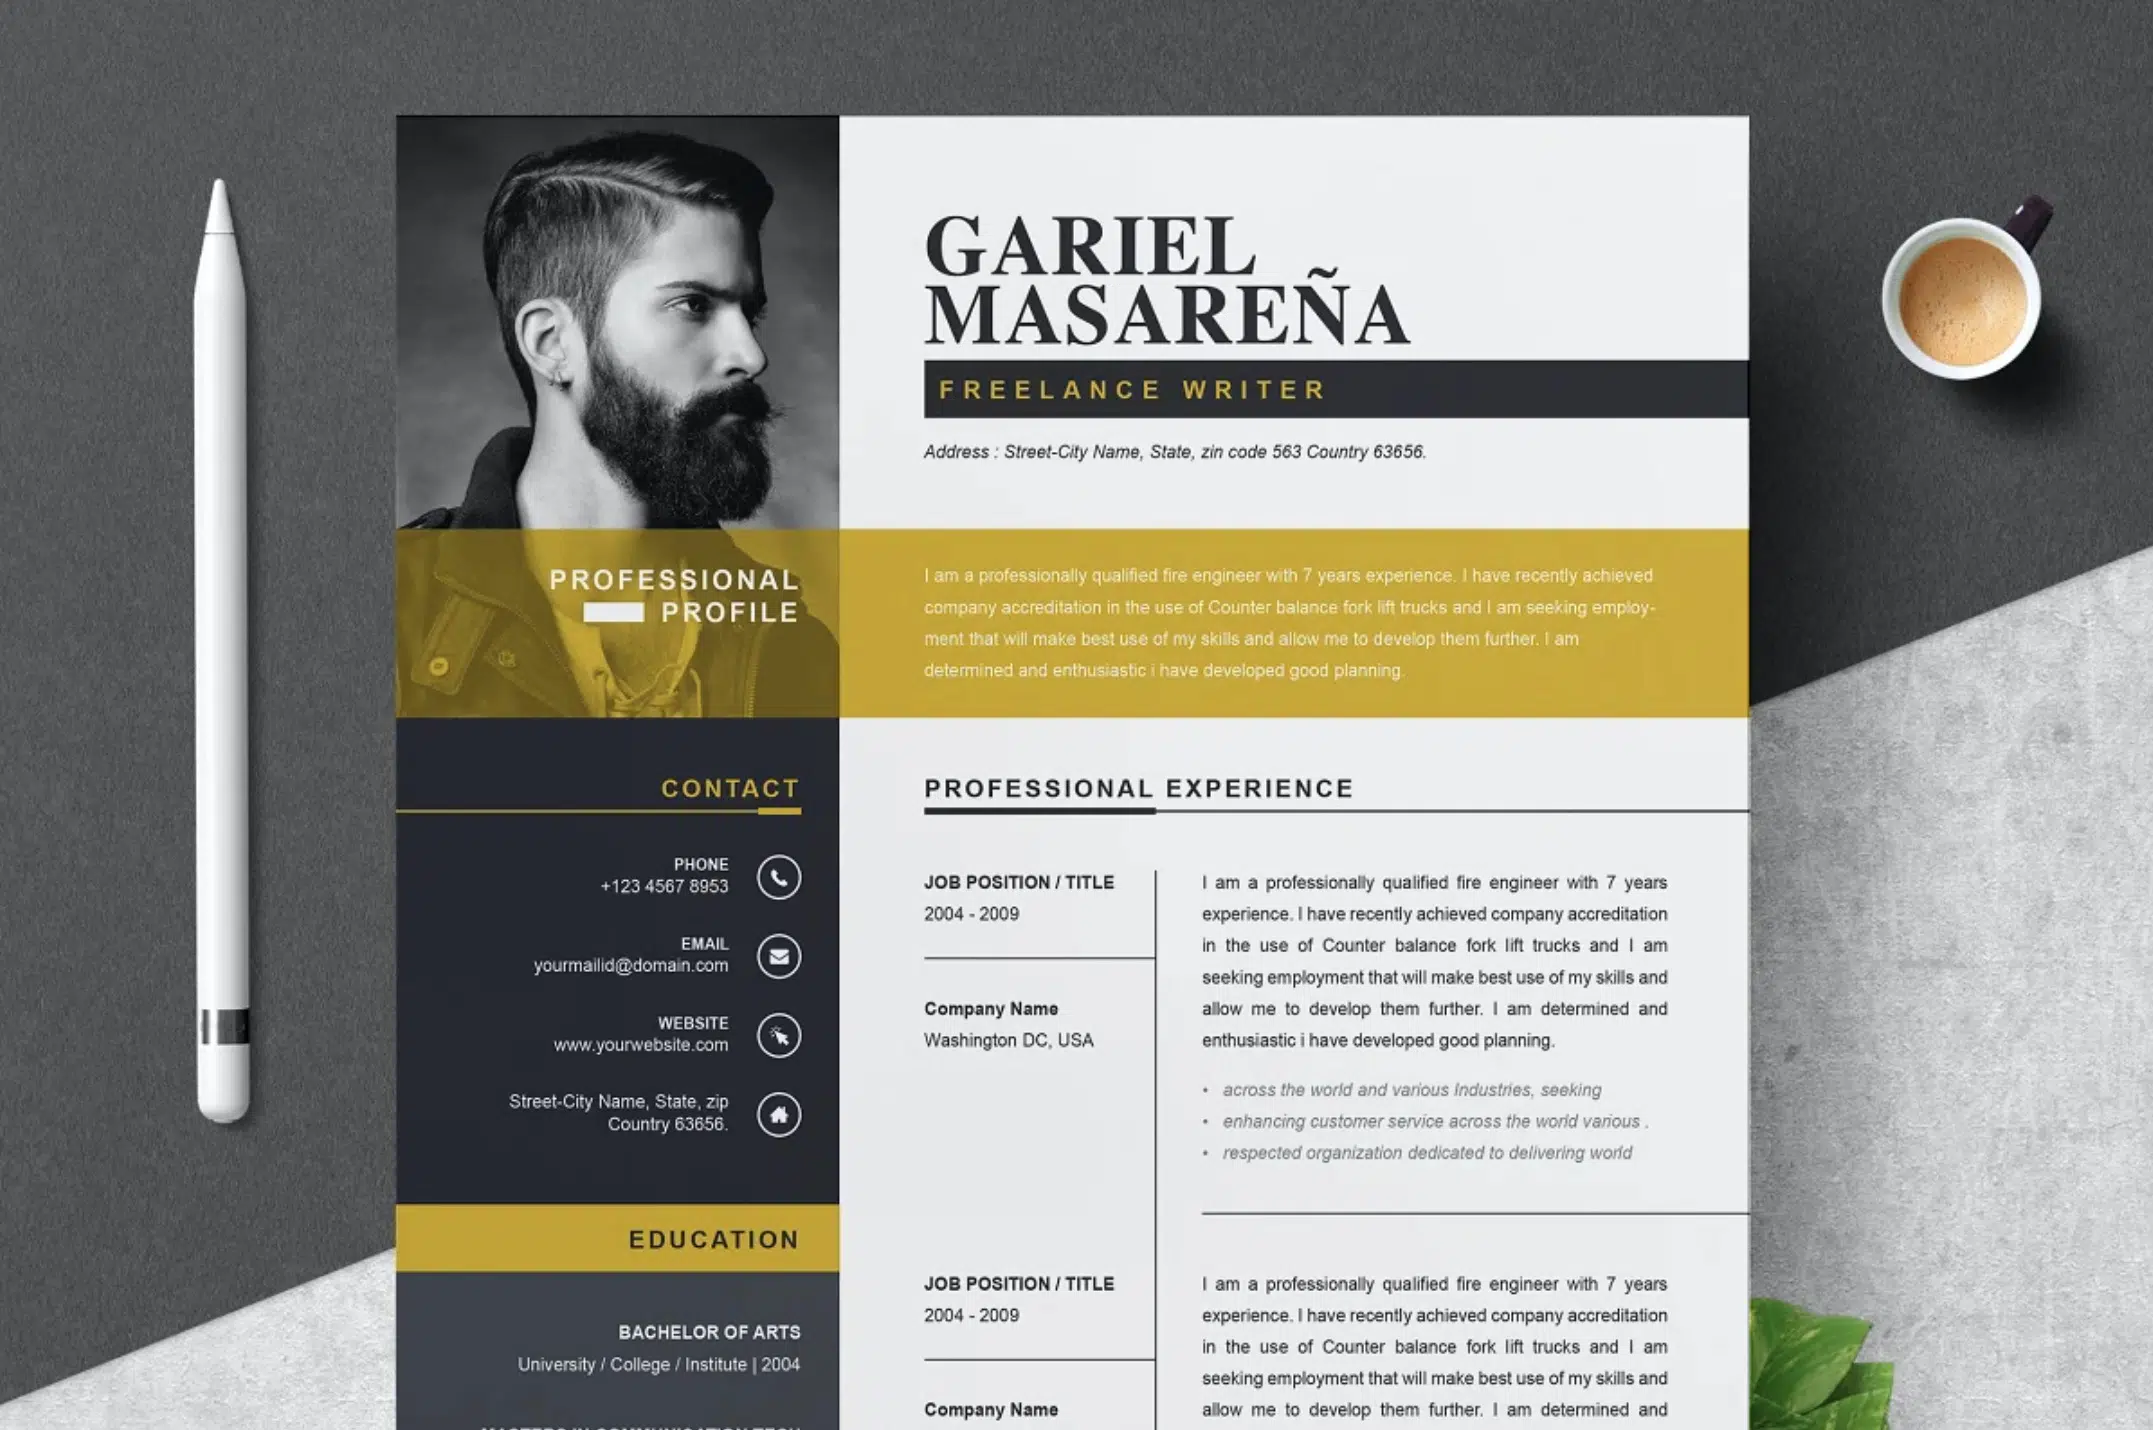 GARIEL
MASAREÑA
FREELANCE WRITER
Address : Street-City Name, State, zin code 563 Country 63656.
PROFESSIONAL
PROFILE
I am a professionally qualified fire engineer with 7 years experience. I have recently achieved
company accreditation in the use of Counter balance fork lift trucks and I am seeking employ-
ment that will make best use of my skills and allow me to develop them further. I am
determined and enthusiastic i have developed good planning.
CONTACT
PHONE
+123 4567 8953
EMAIL
yourmailid@domain.com
WEBSITE
www.yourwebsite.com
Street-City Name, State, zip
Country 63656.
EDUCATION
BACHELOR OF ARTS
University / College / Institute | 2004
PROFESSIONAL EXPERIENCE
JOB POSITION / TITLE
2004 - 2009
Company Name
Washington DC, USA
I am a professionally qualified fire engineer with 7 years
experience. I have recently achieved company accreditation
in the use of Counter balance fork lift trucks and I am
seeking employment that will make best use of my skills and
allow me to develop them further. I am determined and
enthusiastic i have developed good planning.
• across the world and various Industries, seeking
• enhancing customer service across the world various .
• respected organization dedicated to delivering world
JOB POSITION / TITLE
2004 - 2009
Company Name
I am a professionally qualified fire engineer with 7 years
experience. I have recently achieved company accreditation
in the use of Counter balance fork lift trucks and I am
seeking employment that will make best use of my skills and
allow me to develop them further. I am determined and